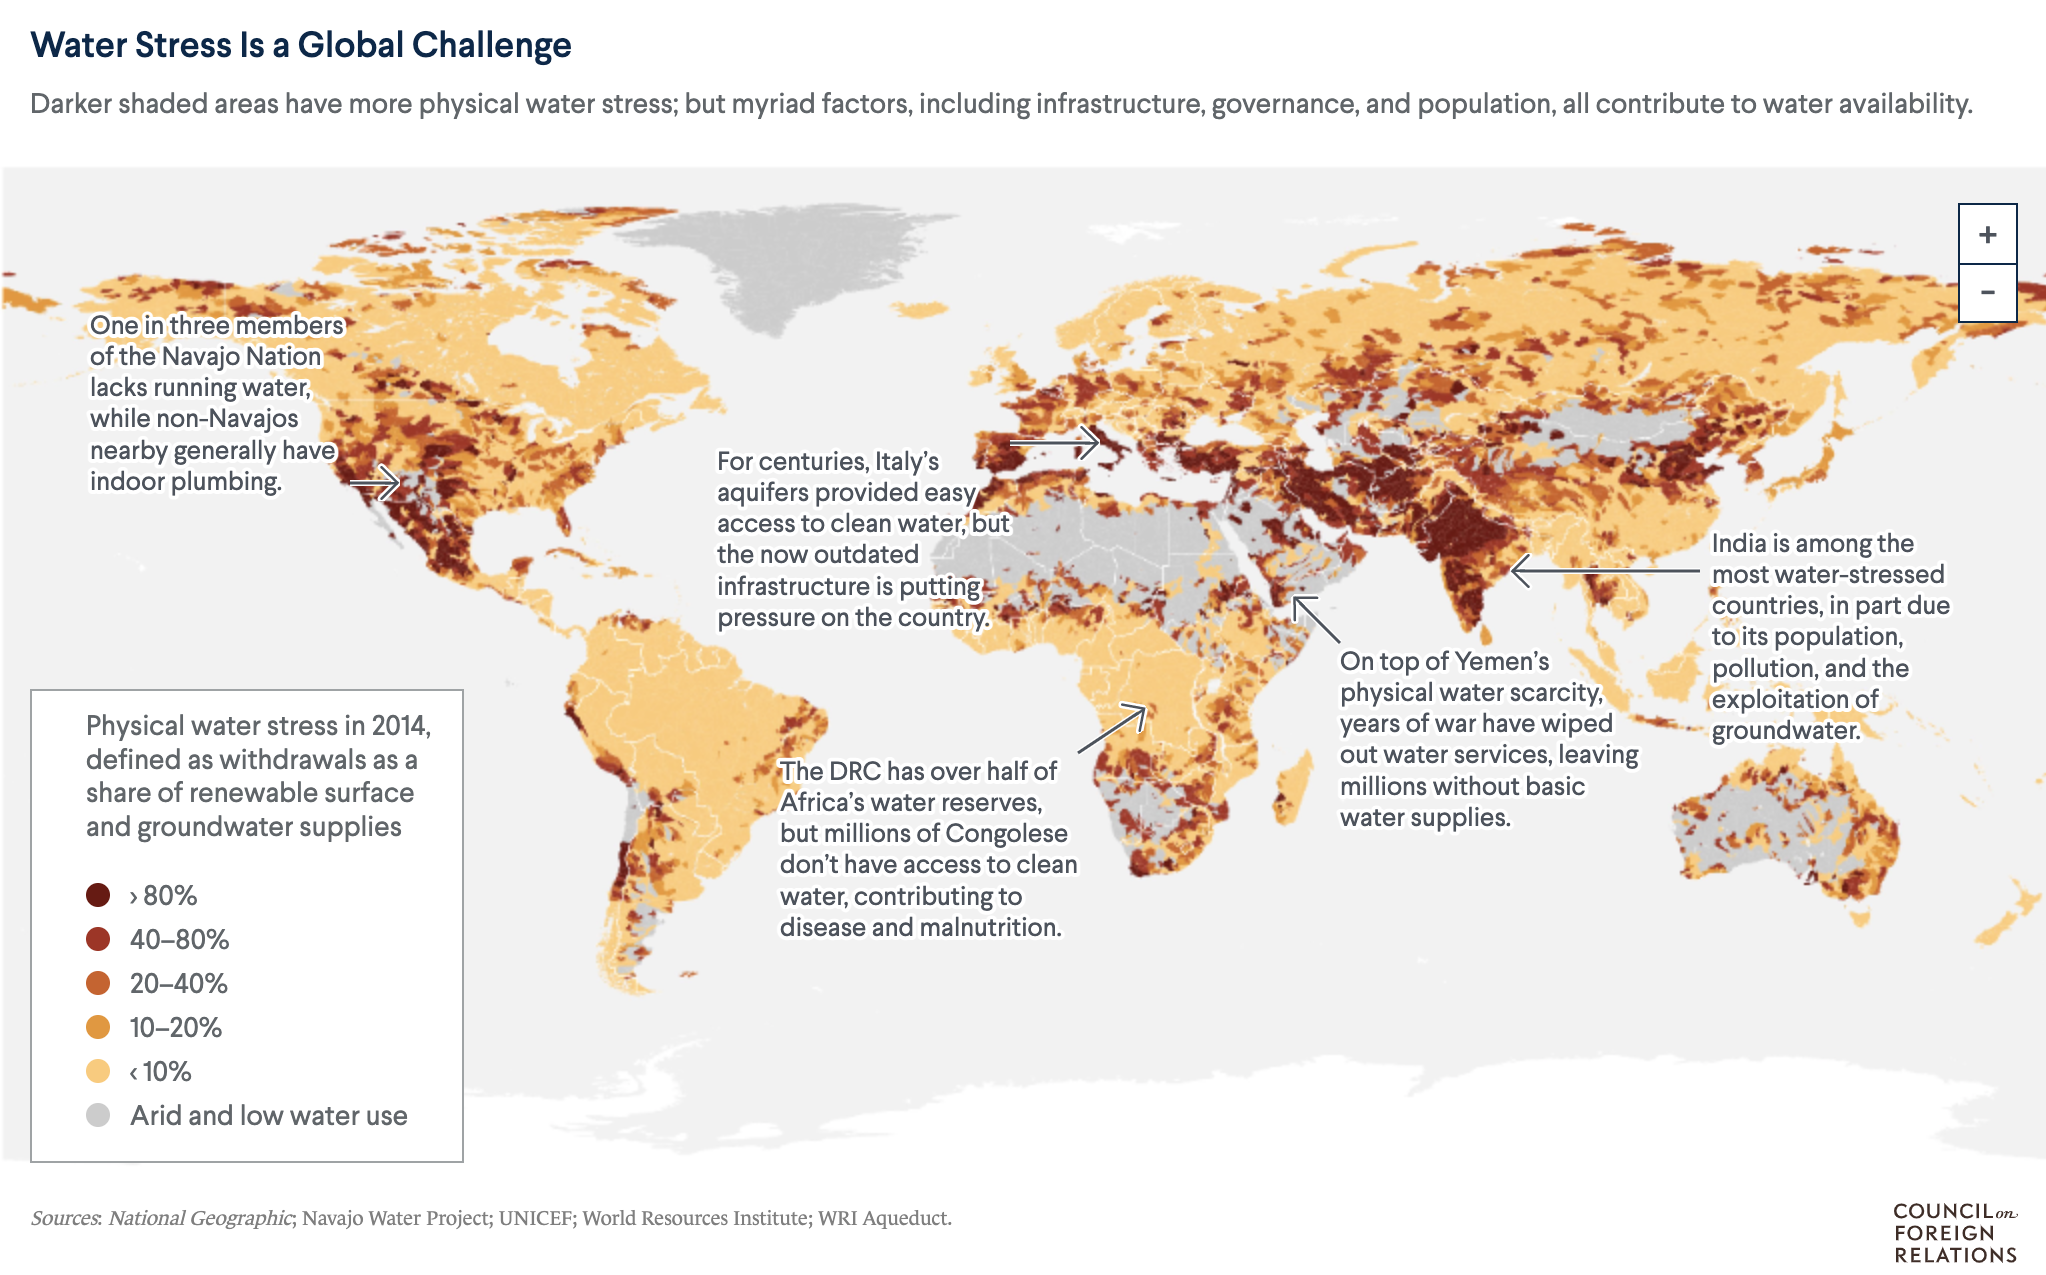 Water Stress Is a Global Challenge
Darker shaded areas have more physical water stress; but myriad factors, including infrastructure, governance, and population, all contribute to water availability.
+
-
One in three members
of the Navajo Nation
lacks running water,
while non-Navajos
nearby generally have
indoor plumbing.
For centuries, Italy's
aquifers provided easy
access to clean water, but
the now outdated
infrastructure is putting
pressure on the country.
India is among the
most water-stressed
countries, in part due
to its population,
pollution, and the
exploitation of
groundwater.
On top of Yemen's
physical water scarcity,
years of war have wiped
out water services, leaving
millions without basic
water supplies.
The DRC has over half of
Africa's water reserves,
but millions of Congolese
don't have access to clean
water, contributing to
disease and malnutrition.
Physical water stress in 2014,
defined as withdrawals as a
share of renewable surface
and groundwater supplies
> 80%
40–80%
20–40%
10–20%
< 10%
Arid and low water use
Sources: National Geographic; Navajo Water Project; UNICEF; World Resources Institute; WRI Aqueduct.
COUNCIL on
FOREIGN
RELATIONS